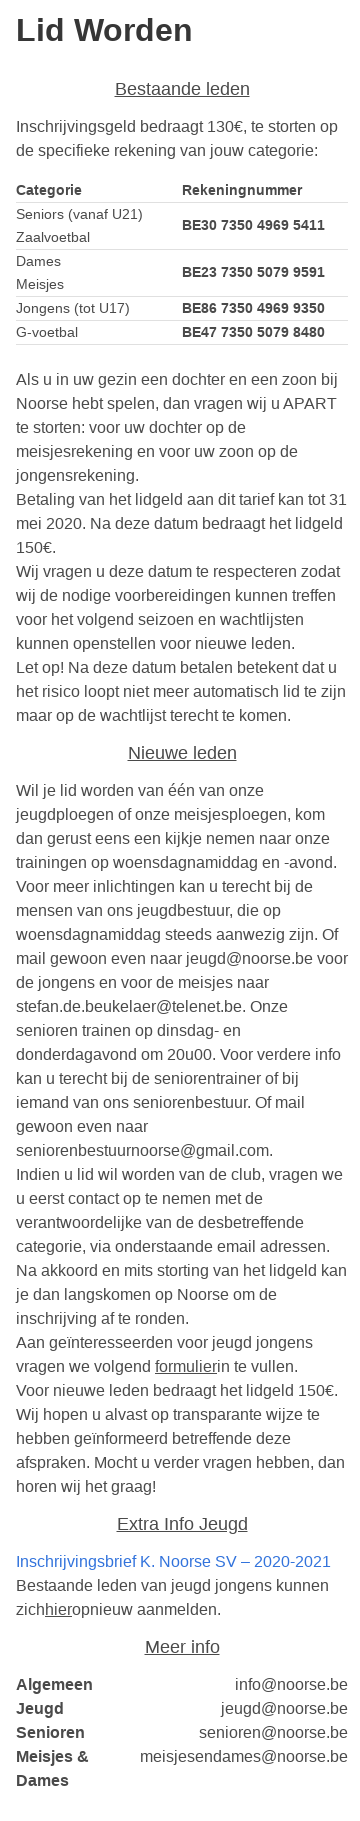 Lid Worden
Bestaande leden
Inschrijvingsgeld bedraagt 130€, te storten op
de specifieke rekening van jouw categorie:
Categorie Rekeningnummer
Seniors (vanaf U21)
Zaalvoetbal
BE30 7350 4969 5411
Dames
Meisjes
BE23 7350 5079 9591
Jongens (tot U17) BE86 7350 4969 9350
G-voetbal BE47 7350 5079 8480
Als u in uw gezin een dochter en een zoon bij
Noorse hebt spelen, dan vragen wij u APART
te storten: voor uw dochter op de
meisjesrekening en voor uw zoon op de
jongensrekening.
Betaling van het lidgeld aan dit tarief kan tot 31
mei 2020. Na deze datum bedraagt het lidgeld
150€.
Wij vragen u deze datum te respecteren zodat
wij de nodige voorbereidingen kunnen treffen
voor het volgend seizoen en wachtlijsten
kunnen openstellen voor nieuwe leden.
Let op! Na deze datum betalen betekent dat u
het risico loopt niet meer automatisch lid te zijn
maar op de wachtlijst terecht te komen.
Nieuwe leden
Wil je lid worden van één van onze
jeugdploegen of onze meisjesploegen, kom
dan gerust eens een kijkje nemen naar onze
trainingen op woensdagnamiddag en -avond.
Voor meer inlichtingen kan u terecht bij de
mensen van ons jeugdbestuur, die op
woensdagnamiddag steeds aanwezig zijn. Of
mail gewoon even naar jeugd@noorse.be voor
de jongens en voor de meisjes naar
stefan.de.beukelaer@telenet.be. Onze
senioren trainen op dinsdag- en
donderdagavond om 20u00. Voor verdere info
kan u terecht bij de seniorentrainer of bij
iemand van ons seniorenbestuur. Of mail
gewoon even naar
seniorenbestuurnoorse@gmail.com.
Indien u lid wil worden van de club, vragen we
u eerst contact op te nemen met de
verantwoordelijke van de desbetreffende
categorie, via onderstaande email adressen.
Na akkoord en mits storting van het lidgeld kan
je dan langskomen op Noorse om de
inschrijving af te ronden.
Aan geïnteresseerden voor jeugd jongens
vragen we volgend formulierin te vullen.
Voor nieuwe leden bedraagt het lidgeld 150€.
Wij hopen u alvast op transparante wijze te
hebben geïnformeerd betreffende deze
afspraken. Mocht u verder vragen hebben, dan
horen wij het graag!
Extra Info Jeugd
Inschrijvingsbrief K. Noorse SV – 2020-2021
Bestaande leden van jeugd jongens kunnen
zichhieropnieuw aanmelden.
Meer info
Algemeen info@noorse.be
Jeugd jeugd@noorse.be
Senioren senioren@noorse.be
Meisjes & meisjesendames@noorse.be
Dames